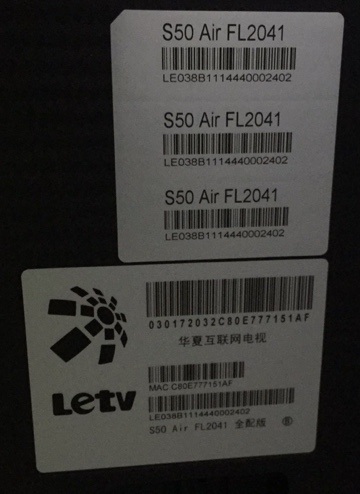 S50 Air FL2041
LE038B1114440002402
S50 Air FL2041
LE038B1114440002402
S50 Air FL2041
LE038B1114440002402
030172032C80E777151AF
华夏互联网电视
MAC C80E777151AF
Letv
LE038B1114440002402
S50 Air FL2041 全配版 Ⓑ